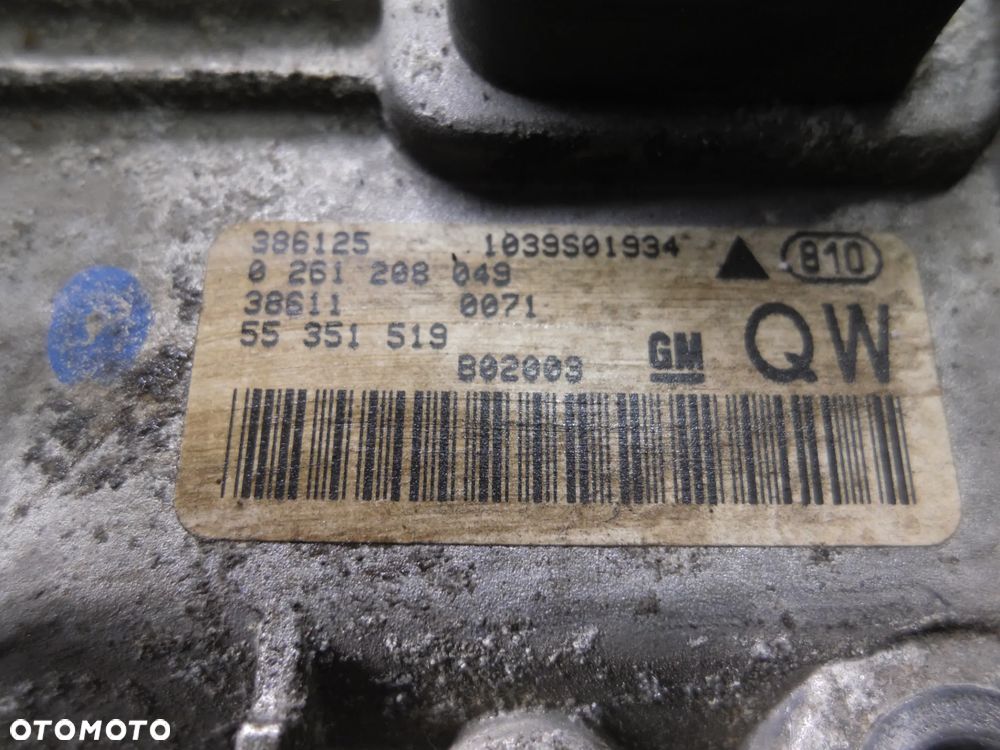 386125 1039S01934 810
0 261 208 049
38611 0071
55 351 519
B02003 GM QW
OTOMOTO